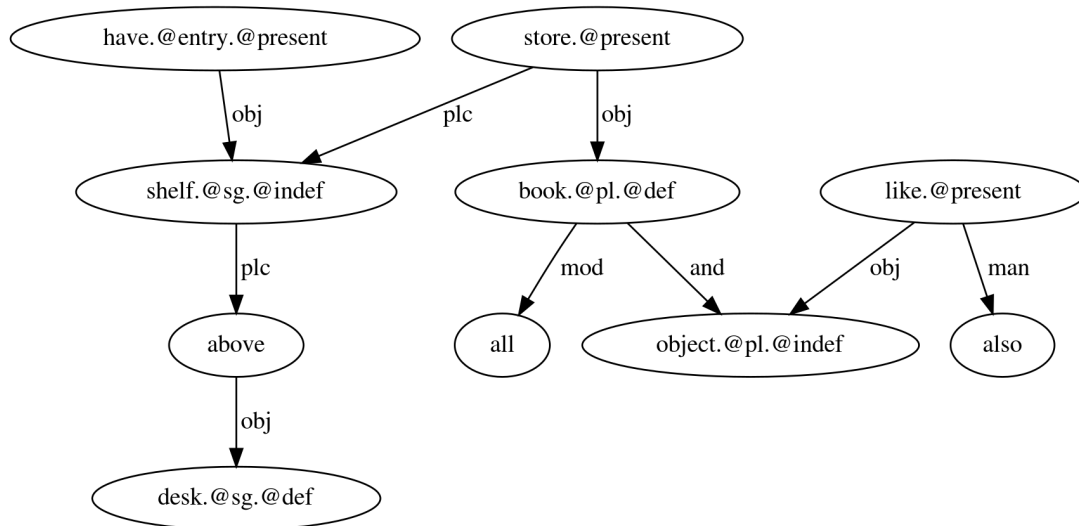 have.@entry.@present
store.@present
obj
plc
obj
shelf.@sg.@indef
book.@pl.@def
like.@present
plc
mod
and
obj
man
above
all
object.@pl.@indef
also
obj
desk.@sg.@def